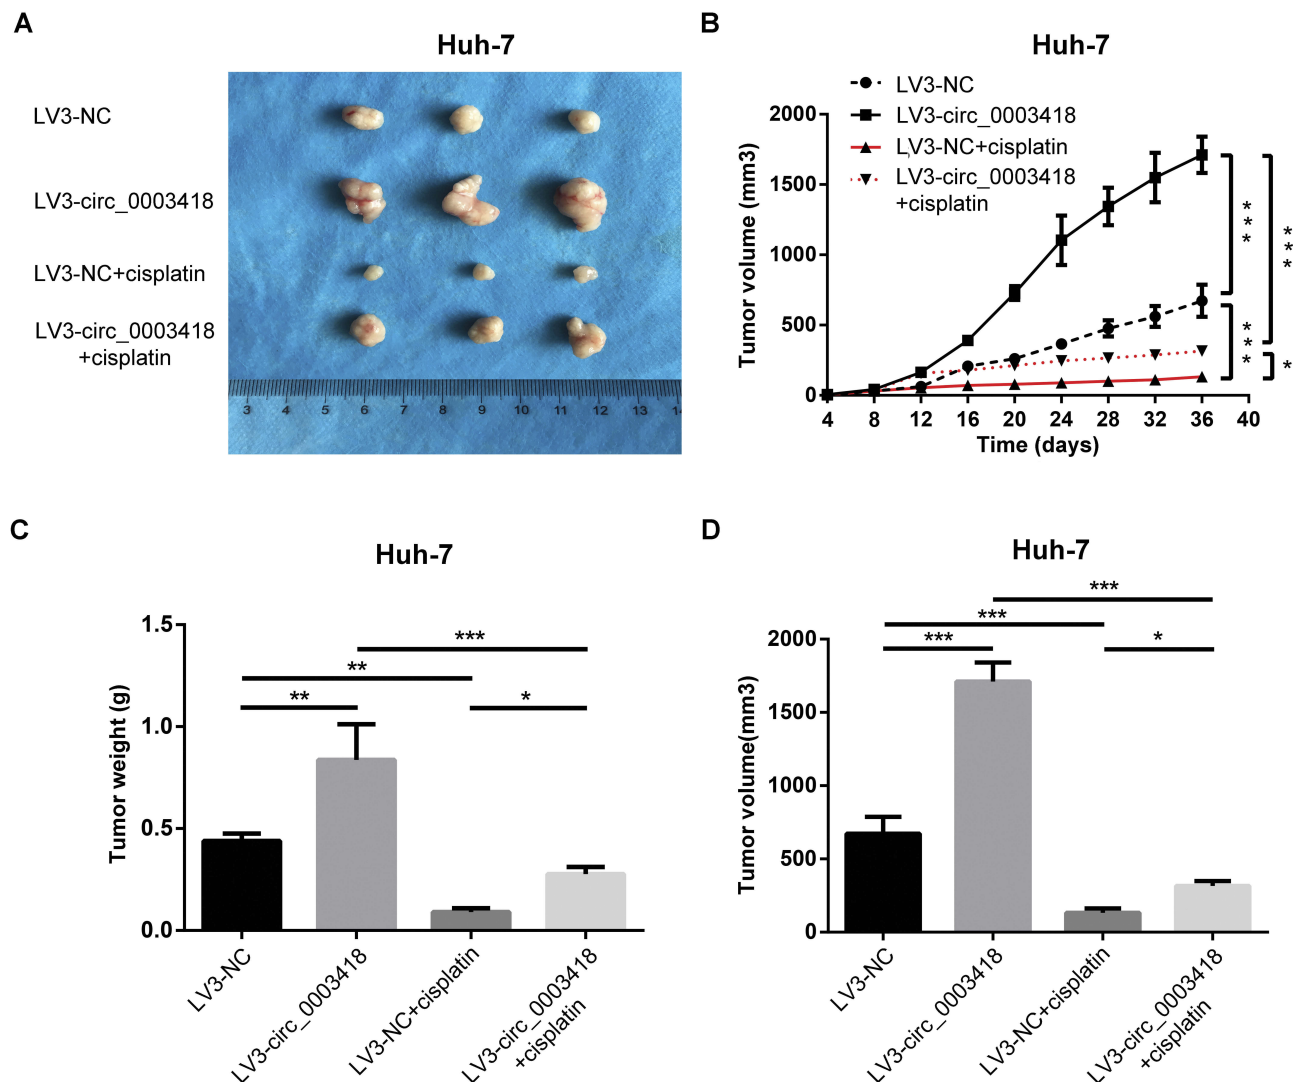 A
Huh-7
LV3-NC
LV3-circ_0003418
LV3-NC+cisplatin
LV3-circ_0003418
+cisplatin
3 4 5 6 7 8 9 10 11 12 13
B
Huh-7
LV3-NC
LV3-circ_0003418
LV3-NC+cisplatin
LV3-circ_0003418
+cisplatin
Tumor volume (mm3)
2000
1500
1000
500
0
4 8 12 16 20 24 28 32 36 40
Time (days)
***
***
***
*
C
Huh-7
Tumor weight (g)
1.5
1.0
0.5
0.0
***
**
**
*
LV3-NC
LV3-circ_0003418
LV3-NC+cisplatin
LV3-circ_0003418
+cisplatin
D
Huh-7
Tumor volume(mm3)
2000
1500
1000
500
0
***
***
***
*
LV3-NC
LV3-circ_0003418
LV3-NC+cisplatin
LV3-circ_0003418
+cisplatin